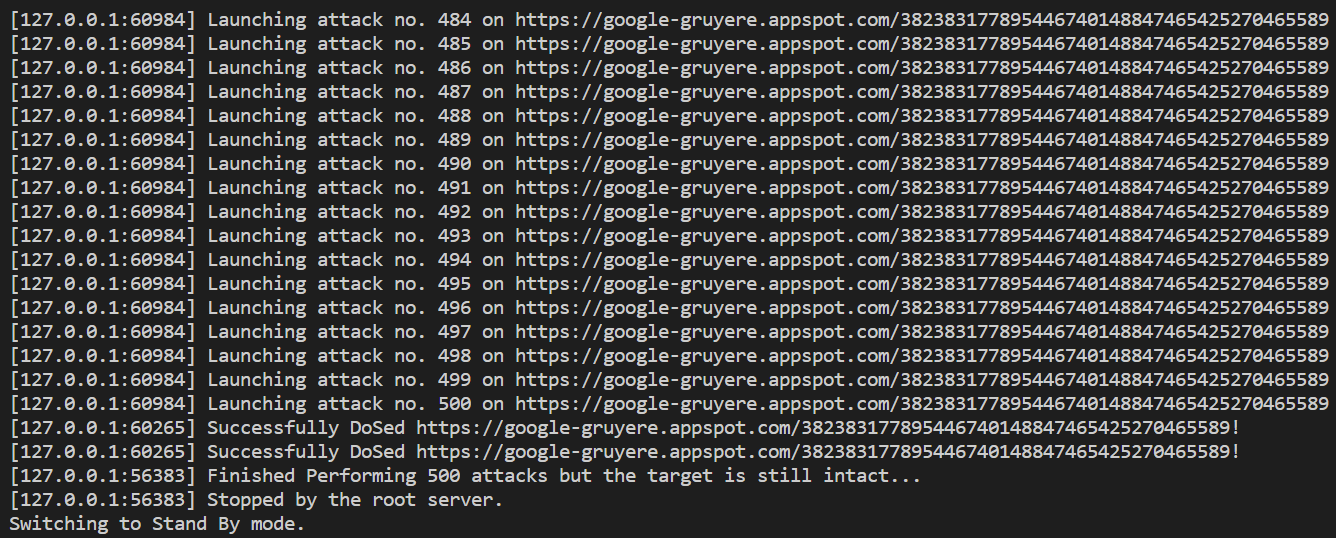 [127.0.0.1:60984] Launching attack no. 484 on https://google-gruyere.appspot.com/382383177895446740148847465425270465589
[127.0.0.1:60984] Launching attack no. 485 on https://google-gruyere.appspot.com/382383177895446740148847465425270465589
[127.0.0.1:60984] Launching attack no. 486 on https://google-gruyere.appspot.com/382383177895446740148847465425270465589
[127.0.0.1:60984] Launching attack no. 487 on https://google-gruyere.appspot.com/382383177895446740148847465425270465589
[127.0.0.1:60984] Launching attack no. 488 on https://google-gruyere.appspot.com/382383177895446740148847465425270465589
[127.0.0.1:60984] Launching attack no. 489 on https://google-gruyere.appspot.com/382383177895446740148847465425270465589
[127.0.0.1:60984] Launching attack no. 490 on https://google-gruyere.appspot.com/382383177895446740148847465425270465589
[127.0.0.1:60984] Launching attack no. 491 on https://google-gruyere.appspot.com/382383177895446740148847465425270465589
[127.0.0.1:60984] Launching attack no. 492 on https://google-gruyere.appspot.com/382383177895446740148847465425270465589
[127.0.0.1:60984] Launching attack no. 493 on https://google-gruyere.appspot.com/382383177895446740148847465425270465589
[127.0.0.1:60984] Launching attack no. 494 on https://google-gruyere.appspot.com/382383177895446740148847465425270465589
[127.0.0.1:60984] Launching attack no. 495 on https://google-gruyere.appspot.com/382383177895446740148847465425270465589
[127.0.0.1:60984] Launching attack no. 496 on https://google-gruyere.appspot.com/382383177895446740148847465425270465589
[127.0.0.1:60984] Launching attack no. 497 on https://google-gruyere.appspot.com/382383177895446740148847465425270465589
[127.0.0.1:60984] Launching attack no. 498 on https://google-gruyere.appspot.com/382383177895446740148847465425270465589
[127.0.0.1:60984] Launching attack no. 499 on https://google-gruyere.appspot.com/382383177895446740148847465425270465589
[127.0.0.1:60984] Launching attack no. 500 on https://google-gruyere.appspot.com/382383177895446740148847465425270465589
[127.0.0.1:60265] Successfully DoSed https://google-gruyere.appspot.com/382383177895446740148847465425270465589!
[127.0.0.1:60265] Successfully DoSed https://google-gruyere.appspot.com/382383177895446740148847465425270465589!
[127.0.0.1:56383] Finished Performing 500 attacks but the target is still intact...
[127.0.0.1:56383] Stopped by the root server.
Switching to Stand By mode.